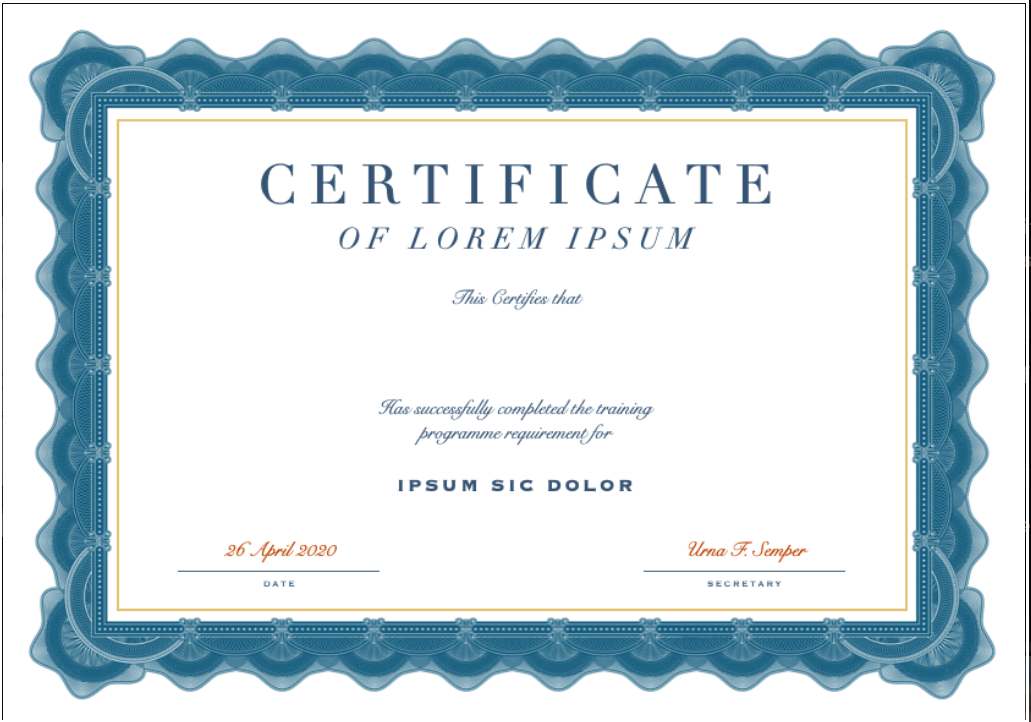 CERTIFICATE
OF LOREM IPSUM
This Certifies that
Has successfully completed the training
programme requirement for
IPSUM SIC DOLOR
26 April 2020
Urna F. Semper
DATE
SECRETARY